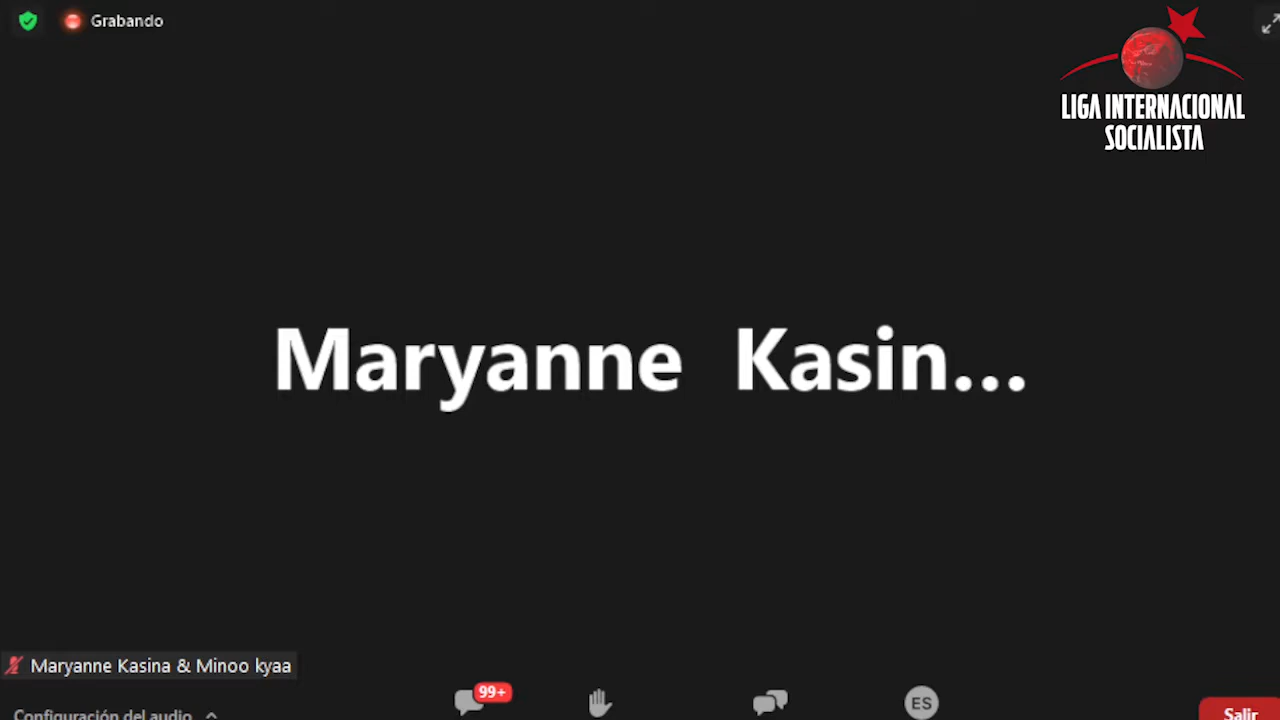 Grabando
LIGA INTERNACIONAL
SOCIALISTA
Maryanne Kasin...
Maryanne Kasina & Minoo kyaa
99+
ES
Configuración del audio
Salir